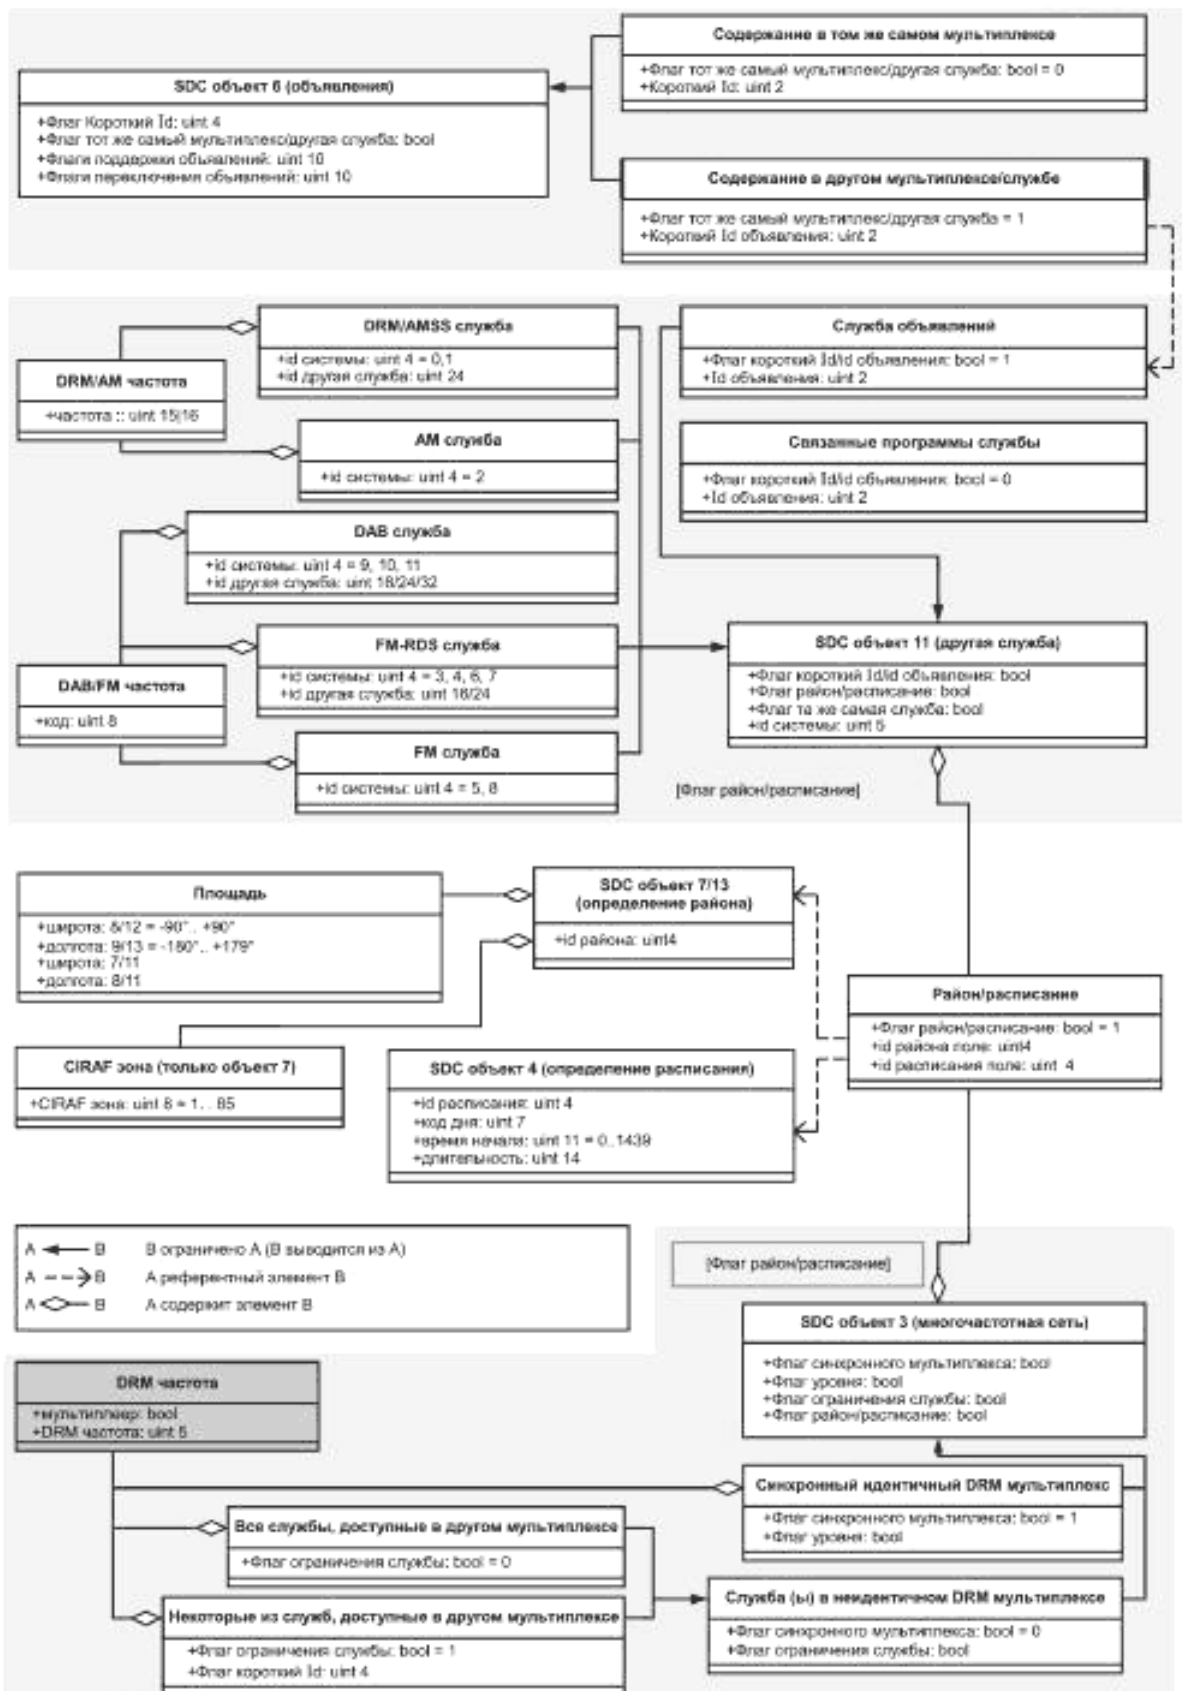 Содержание в том же самом мультиплексе
+Флаг тот же самый мультиплекс/другая служба: bool = 0
+Короткий Id: uint 2
SDC объект 6 (объявления)
+Флаг Короткий Id: uint 4
+Флаг тот же самый мультиплекс/другая служба: bool
+Флаги поддержки объявлений: uint 10
+Флаги переключения объявлений: uint 10
Содержание в другом мультиплексе/службе
+Флаг тот же самый мультиплекс/другая служба = 1
+Короткий Id объявления: uint 2
DRM/AMSS служба
+id системы: uint 4 = 0,1
+id другая служба: uint 24
Служба объявлений
+Флаг короткий Id/id объявления: bool = 1
+Id объявления: uint 2
DRM/AM частота
+частота :: uint 15|16
AM служба
+id системы: uint 4 = 2
Связанные программы службы
+Флаг короткий Id/id объявления: bool = 0
+Id объявления: uint 2
DAB служба
+id системы: uint 4 = 9, 10, 11
+id другая служба: uint 18/24/32
FM-RDS служба
+id системы: uint 4 = 3, 4, 6, 7
+id другая служба: uint 16/24
SDC объект 11 (другая служба)
+Флаг короткий Id/id объявления: bool
+Флаг район/расписание: bool
+Флаг та же самая служба: bool
+id системы: uint 5
DAB/FM частота
+код: uint 8
FM служба
+id системы: uint 4 = 5, 8
[Флаг район/расписание]
Площадь
+широта: 8/12 = -90°.. +90°
+долгота: 9/13 = -180°.. +179°
+широта: 7/11
+долгота: 8/11
SDC объект 7/13
(определение района)
+id района: uint4
Район/расписание
+Флаг район/расписание: bool = 1
+id района поле: uint4
+id расписания поле: uint 4
CIRAF зона (только объект 7)
+CIRAF зона: uint 8 = 1.. 85
SDC объект 4 (определение расписания)
+id расписания: uint 4
+код дня: uint 7
+время начала: uint 11 = 0..1439
+длительность: uint 14
A B B ограничено A (B выводится из A)
A B A референтный элемент B
A B A содержит элемент B
[Флаг район/расписание]
SDC объект 3 (многочастотная сеть)
+Флаг синхронного мультиплекса: bool
+Флаг уровня: bool
+Флаг ограничения службы: bool
+Флаг район/расписание: bool
DRM частота
+мультиплеер: bool
+DRM частота: uint 5
Синхронный идентичный DRM мультиплекс
+Флаг синхронного мультиплекса: bool = 1
+Флаг уровня: bool
Все службы, доступные в другом мультиплексе
+Флаг ограничения службы: bool = 0
Служба (ы) в неидентичном DRM мультиплексе
+Флаг синхронного мультиплекса: bool = 0
+Флаг ограничения службы: bool
Некоторые из служб, доступные в другом мультиплексе
+Флаг ограничения службы: bool = 1
+Флаг короткий Id: uint 4